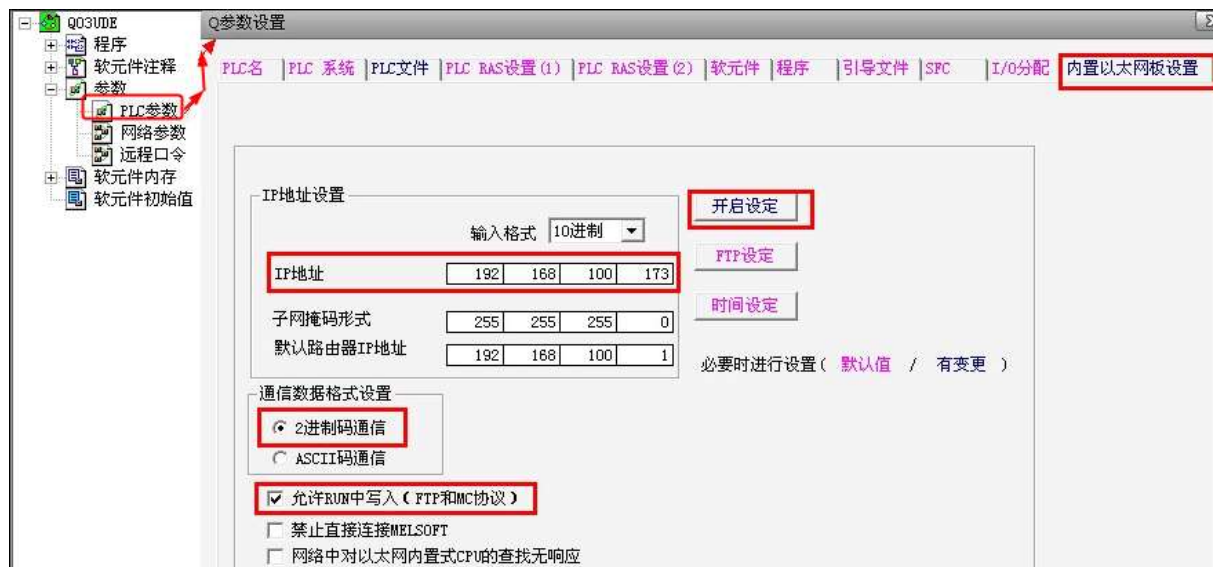 Q03UDE
程序
软元件注释
参数
PLC参数
网络参数
远程口令
软元件内存
软元件初始值
Q参数设置
PLC名 |PLC 系统 |PLC文件 |PLC RAS设置(1) |PLC RAS设置(2) |软元件 |程序 |引导文件 |SFC |I/O分配 内置以太网板设置
IP地址设置
输入格式 10进制
IP地址 192 168 100 173
子网掩码形式 255 255 255 0
默认路由器IP地址 192 168 100 1
开启设定
FTP设定
时间设定
必要时进行设置( 默认值 / 有变更 )
通信数据格式设置
2进制码通信
ASCII码通信
允许RUN中写入(FTP和MC协议)
禁止直接连接MELSOFT
网络中对以太网内置式CPU的查找无响应